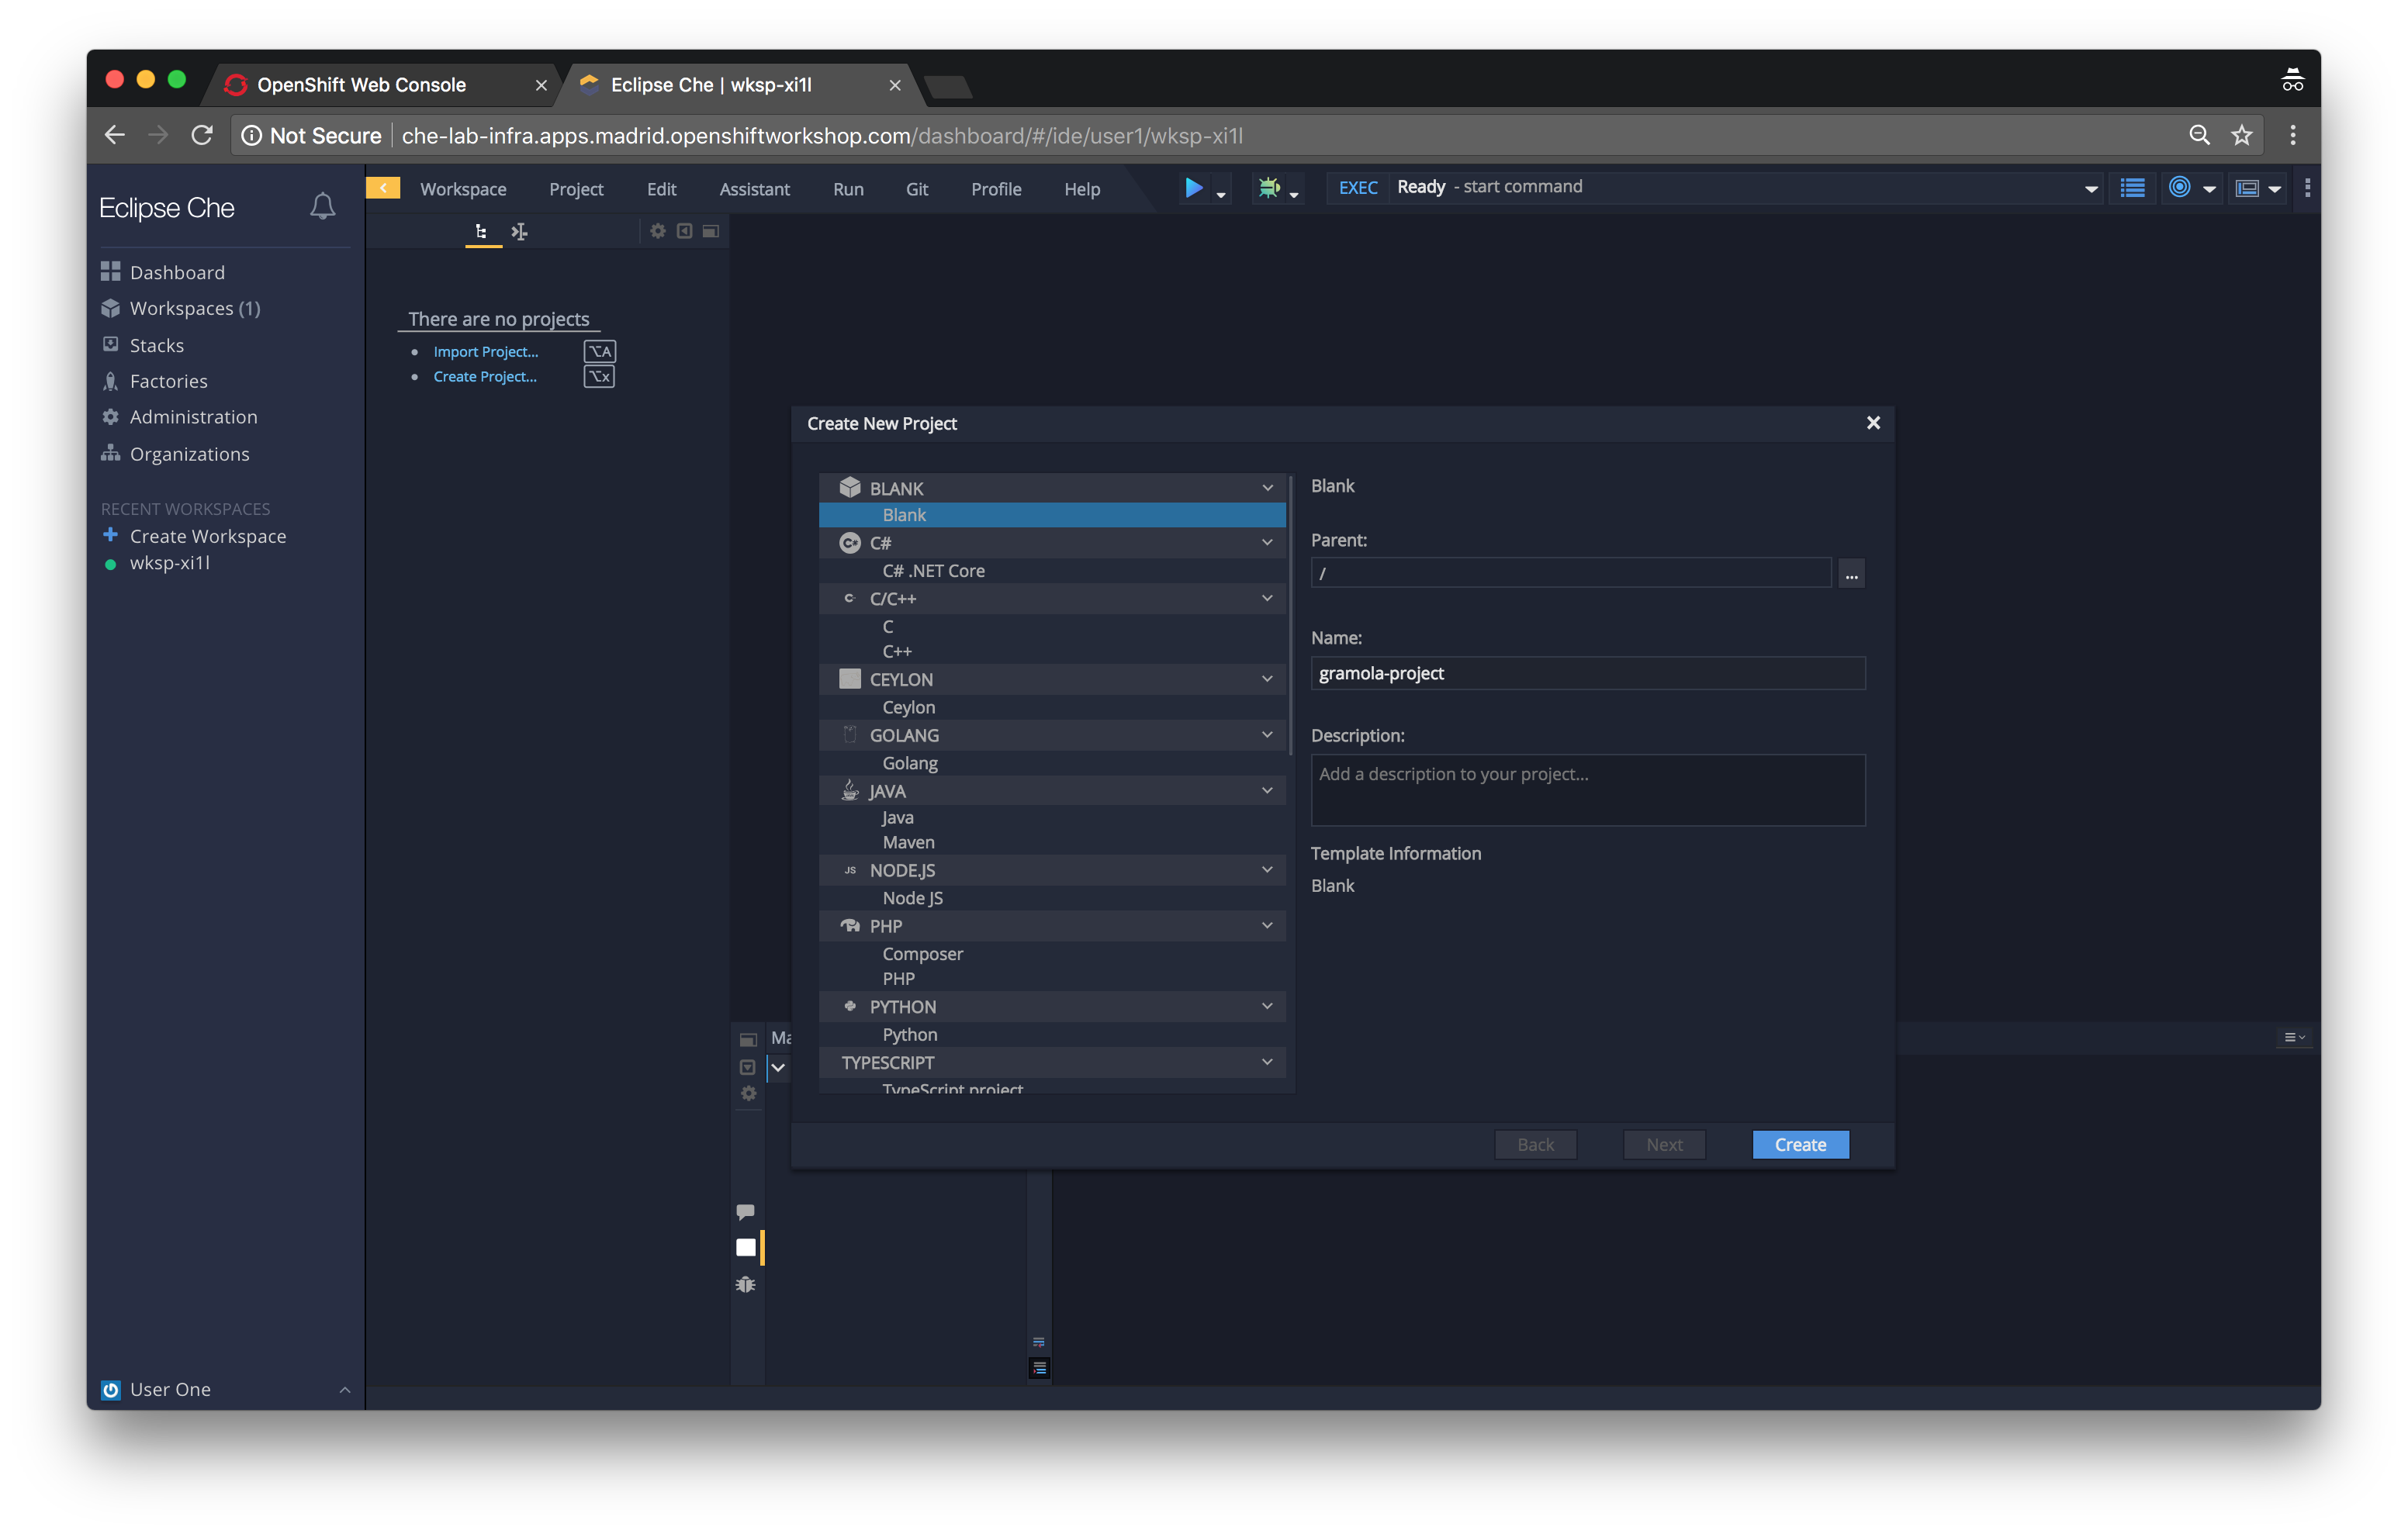 OpenShift Web Console
Eclipse Che | wksp-xi1l
Not Secure | che-lab-infra.apps.madrid.openshiftworkshop.com/dashboard/#/ide/user1/wksp-xi1l
Eclipse Che
Workspace Project Edit Assistant Run Git Profile Help
EXEC Ready - start command
Dashboard
Workspaces (1)
Stacks
Factories
Administration
Organizations
RECENT WORKSPACES
Create Workspace
wksp-xi1l
User One
There are no projects
Import Project... ⌥A
Create Project... ⌥X
Create New Project
BLANK
Blank
C#
C# .NET Core
C/C++
C
C++
CEYLON
Ceylon
GOLANG
Golang
JAVA
Java
Maven
JS NODE.JS
Node JS
PHP
Composer
PHP
PYTHON
Python
TYPESCRIPT
TypeScript project
Blank
Parent:
/ ...
Name:
gramola-project
Description:
Add a description to your project...
Template Information
Blank
Back Next Create
Ma